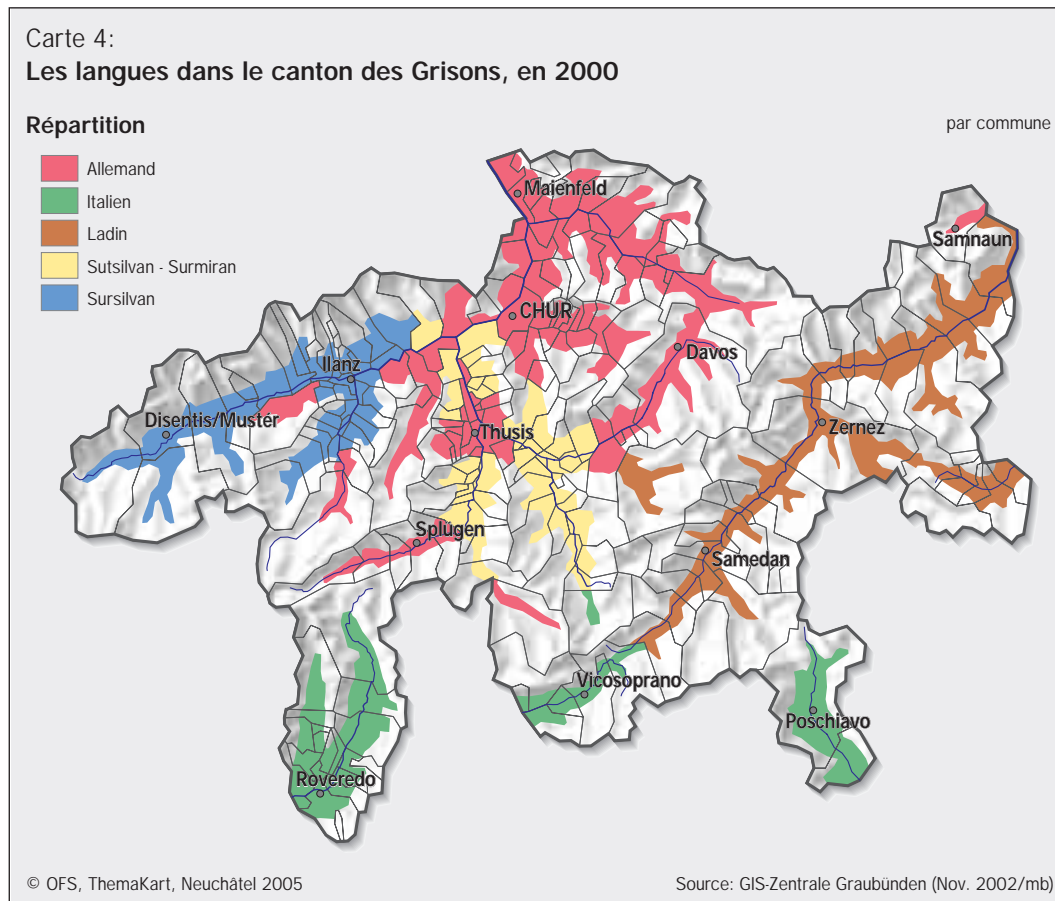 Carte 4:
Les langues dans le canton des Grisons, en 2000
Répartition
par commune
Allemand
Italien
Ladin
Sutsilvan - Surmiran
Sursilvan
Maienfeld
Samnaun
CHUR
Davos
Ilanz
Disentis/Mustér
Zernez
Thusis
Splügen
Samedan
Vicosoprano
Poschiavo
Roveredo
© OFS, ThemaKart, Neuchâtel 2005
Source: GIS-Zentrale Graubünden (Nov. 2002/mb)